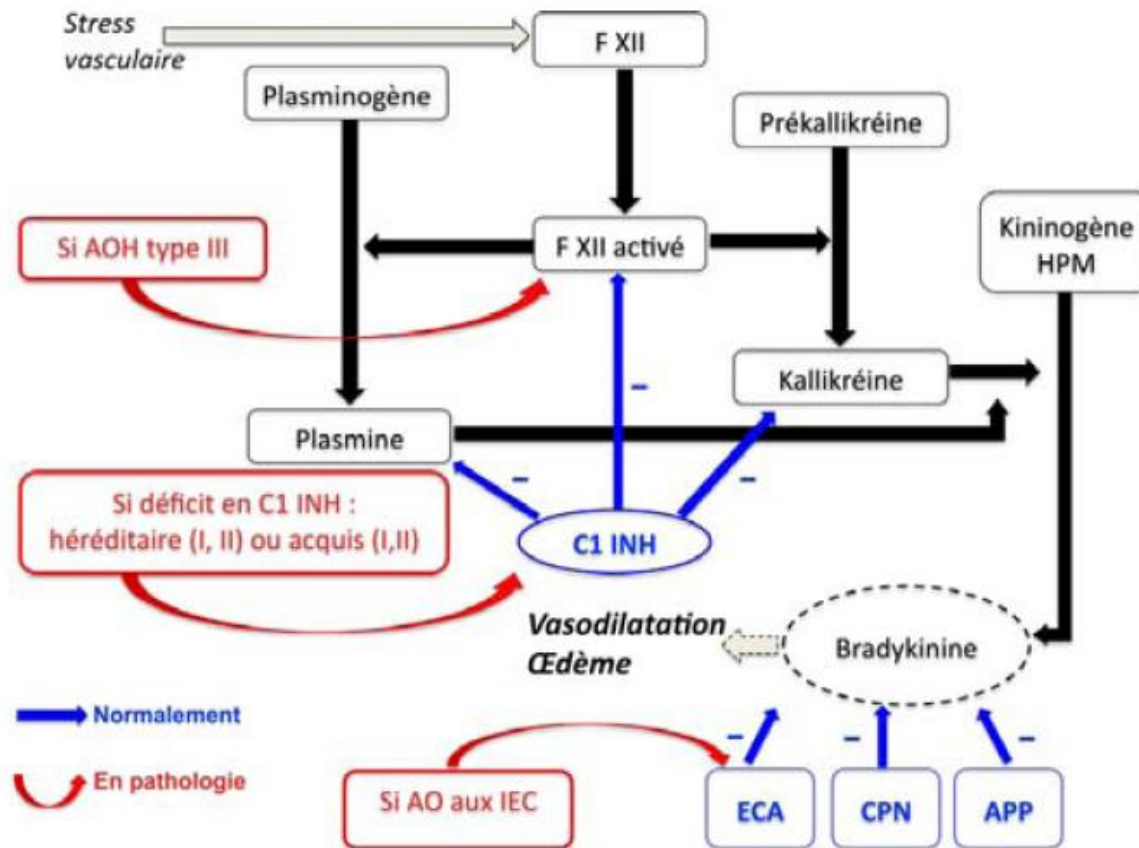 Stress
vasculaire
F XII
Plasminogène
Prékallikréine
Si AOH type III
F XII activé
Kininogène
HPM
–
Kallikréine
Plasmine
Si déficit en C1 INH :
héréditaire (I, II) ou acquis (I,II)
–
–
C1 INH
Vasodilatation
Œdème
Bradykinine
Normalement
En pathologie
–
–
–
Si AO aux IEC
ECA
CPN
APP